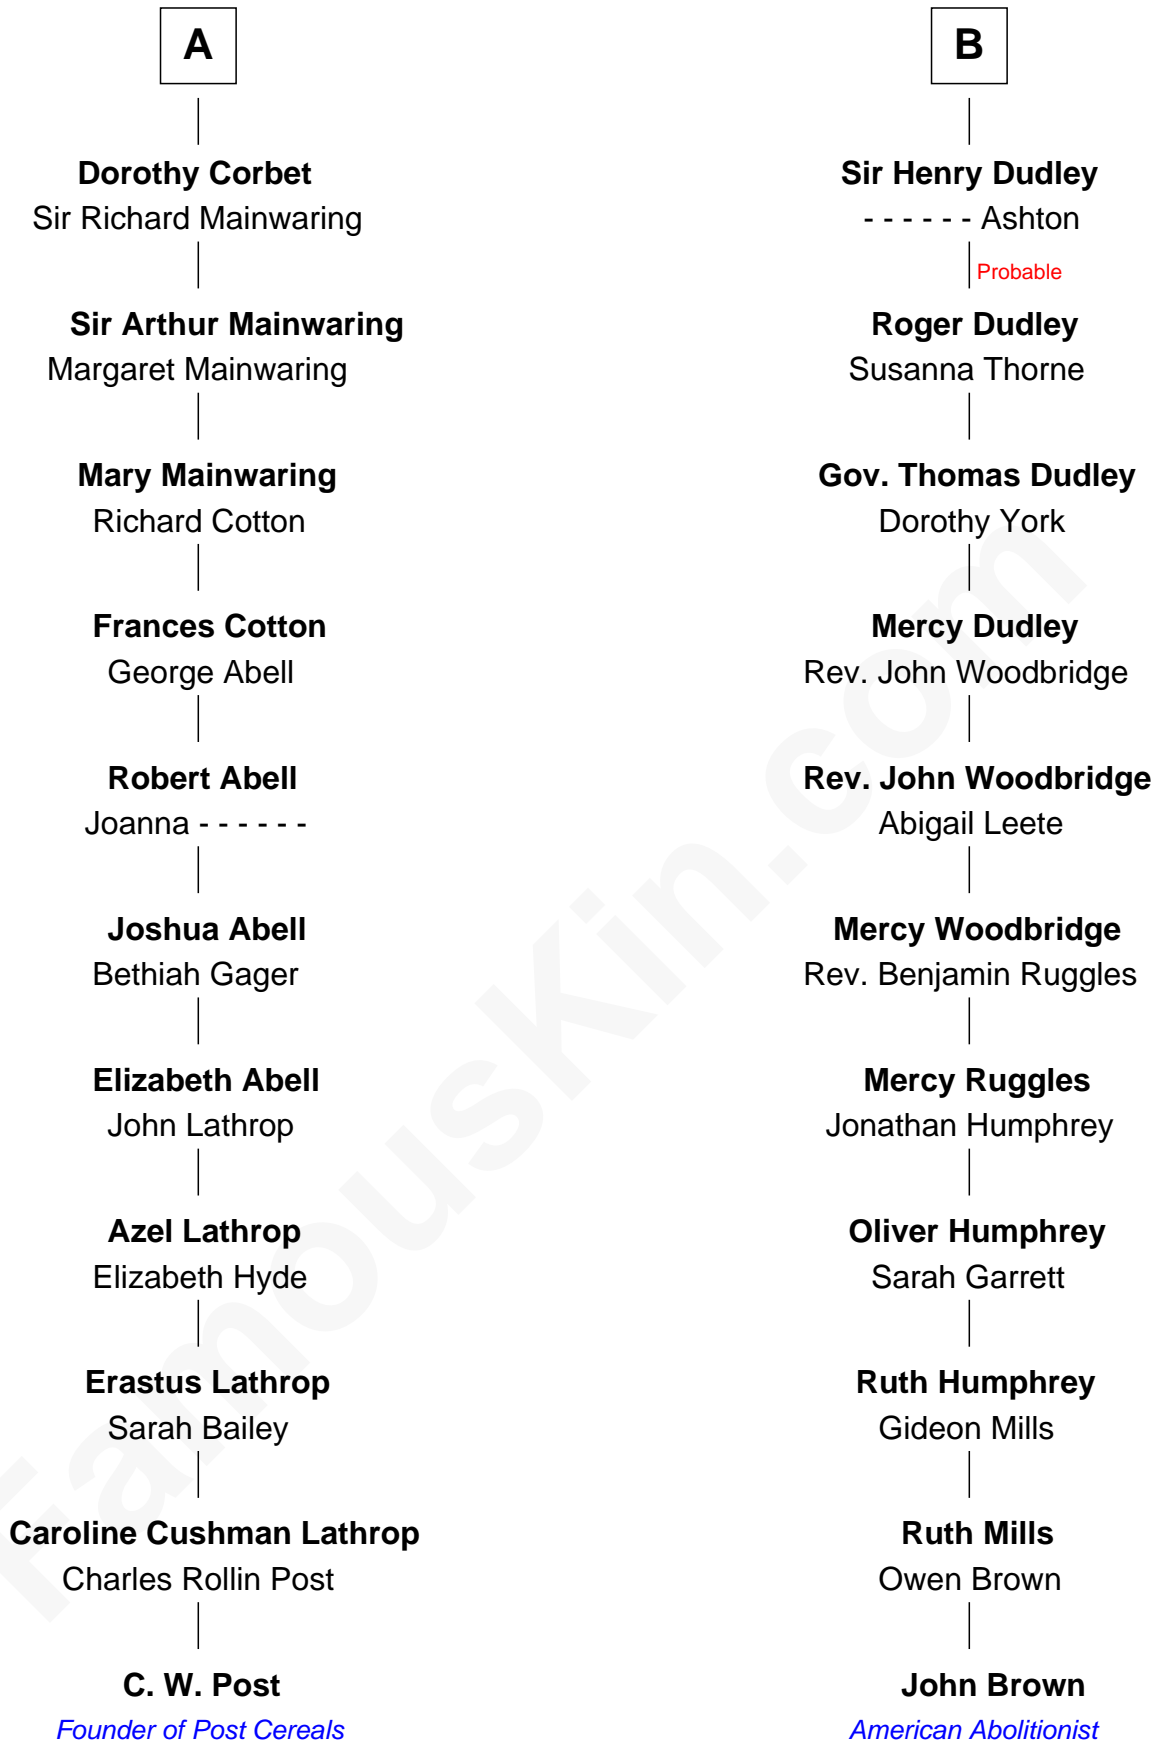 A
Dorothy Corbet
Sir Richard Mainwaring
Sir Arthur Mainwaring
Margaret Mainwaring
Mary Mainwaring
Richard Cotton
Frances Cotton
George Abell
Robert Abell
Joanna - - - - - -
Joshua Abell
Bethiah Gager
Elizabeth Abell
John Lathrop
Azel Lathrop
Elizabeth Hyde
Erastus Lathrop
Sarah Bailey
Caroline Cushman Lathrop
Charles Rollin Post
C. W. Post
Founder of Post Cereals
B
Sir Henry Dudley
- - - - - - Ashton
Probable
Roger Dudley
Susanna Thorne
Gov. Thomas Dudley
Dorothy York
Mercy Dudley
Rev. John Woodbridge
Rev. John Woodbridge
Abigail Leete
Mercy Woodbridge
Rev. Benjamin Ruggles
Mercy Ruggles
Jonathan Humphrey
Oliver Humphrey
Sarah Garrett
Ruth Humphrey
Gideon Mills
Ruth Mills
Owen Brown
John Brown
American Abolitionist
FamousKin.com